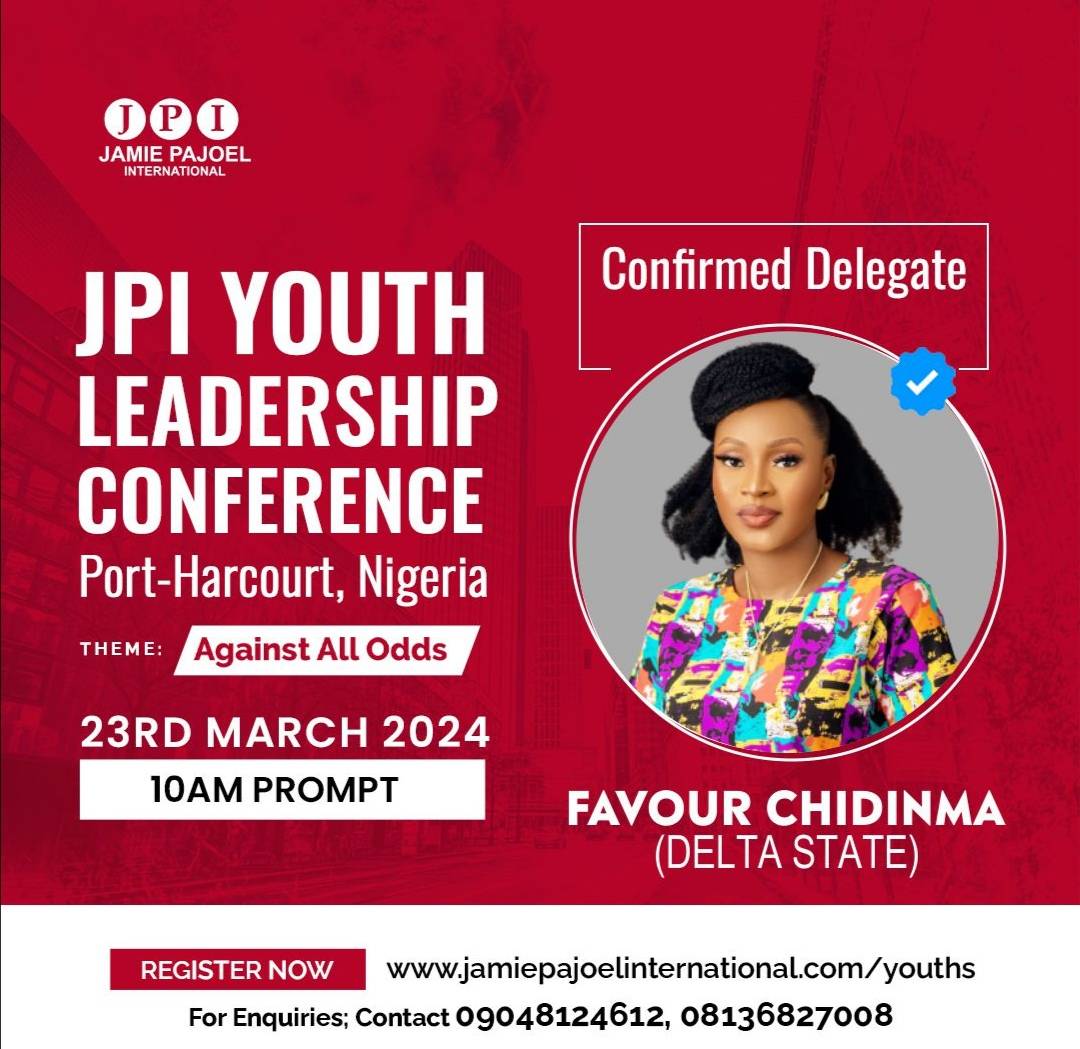 J P I
JAMIE PAJOEL
INTERNATIONAL
JPI YOUTH
LEADERSHIP
CONFERENCE
Port-Harcourt, Nigeria
THEME: Against All Odds
23RD MARCH 2024
10AM PROMPT
Confirmed Delegate
FAVOUR CHIDINMA
(DELTA STATE)
REGISTER NOW www.jamiepajoelinternational.com/youths
For Enquiries; Contact 09048124612, 08136827008